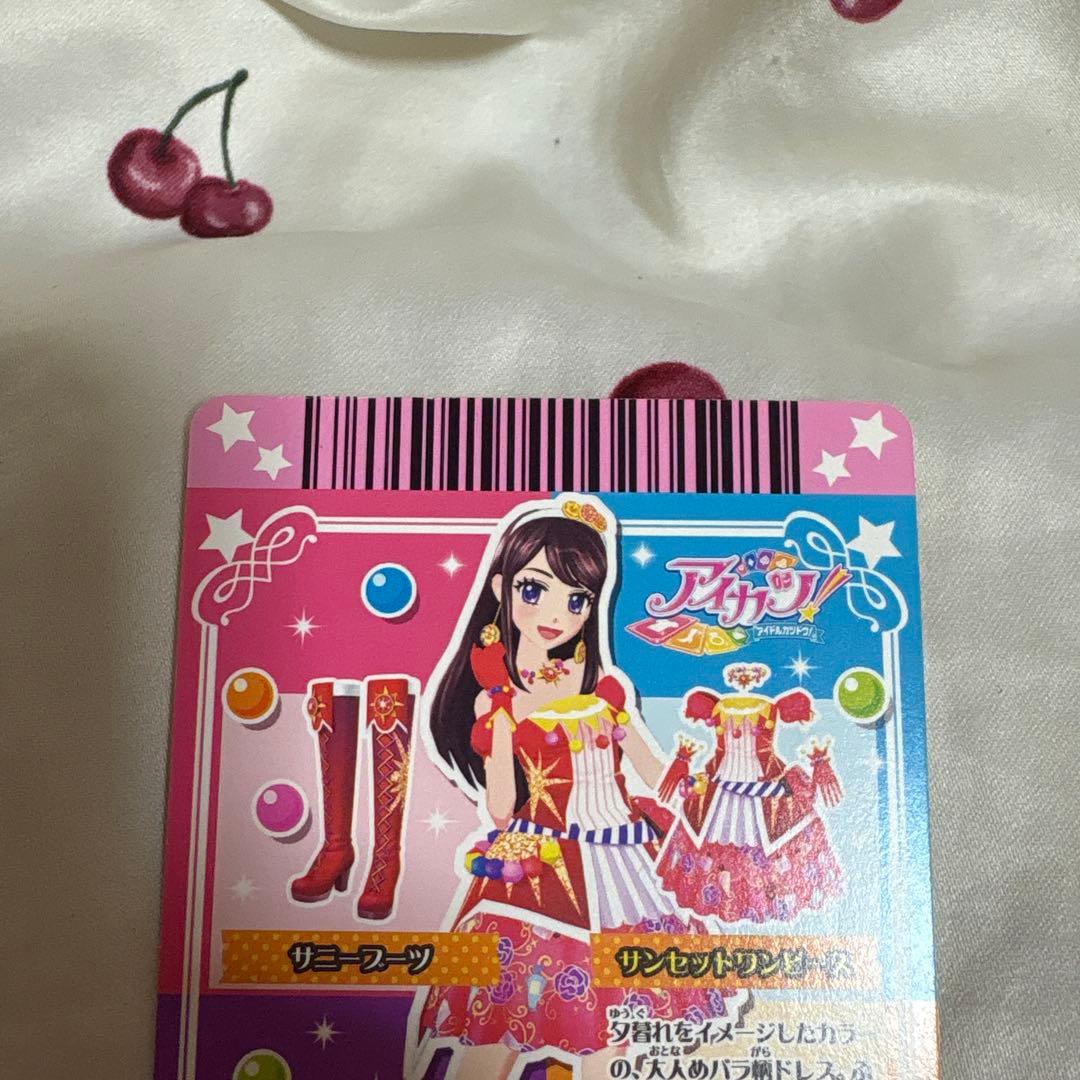 アイカツ!
アイドルカツドウ!
サニーブーツ
サンセットワンピース
ゆうぐ
夕暮れをイメージしたカラー
おとな がら
の、大人めバラ柄ドレス。